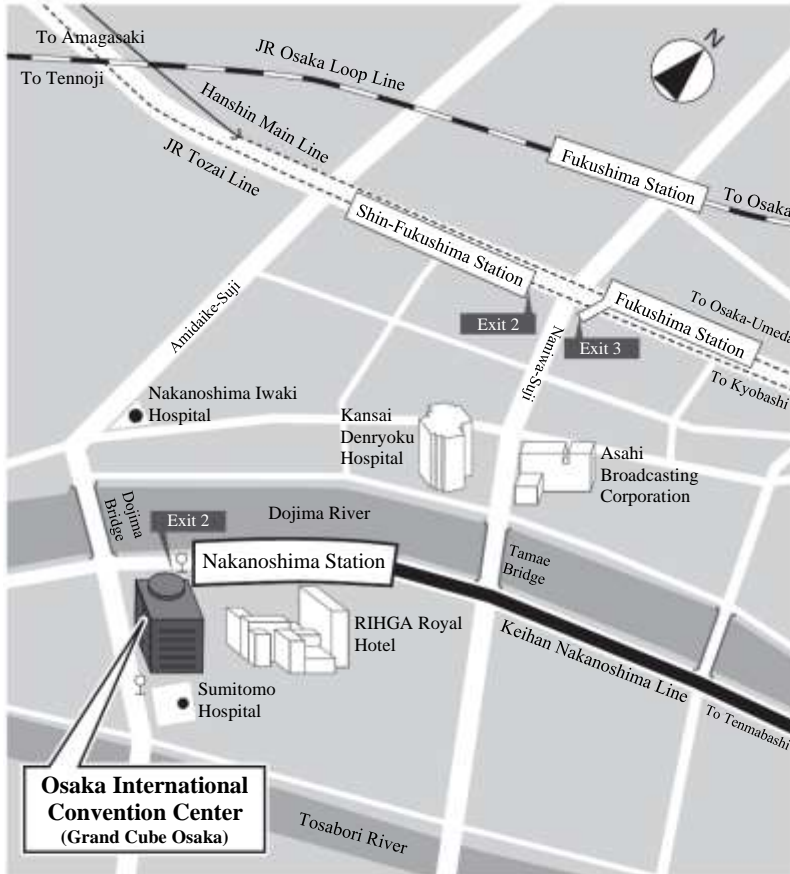 To Amagasaki
To Tennoji
JR Osaka Loop Line
N
Hanshin Main Line
JR Tozai Line
Fukushima Station
To Osaka
Shin-Fukushima Station
Exit 2
Exit 3
Fukushima Station
To Osaka-Umeda
To Kyobashi
Amidaike-Suji
Naniwa-Suji
Nakanoshima Iwaki
Hospital
Kansai
Denryoku
Hospital
Asahi
Broadcasting
Corporation
Dojima
Bridge
Exit 2
Dojima River
Nakanoshima Station
Tamae
Bridge
RIHGA Royal
Hotel
Keihan Nakanoshima Line
To Tenmabashi
Sumitomo
Hospital
Osaka International
Convention Center
(Grand Cube Osaka)
Tosabori River